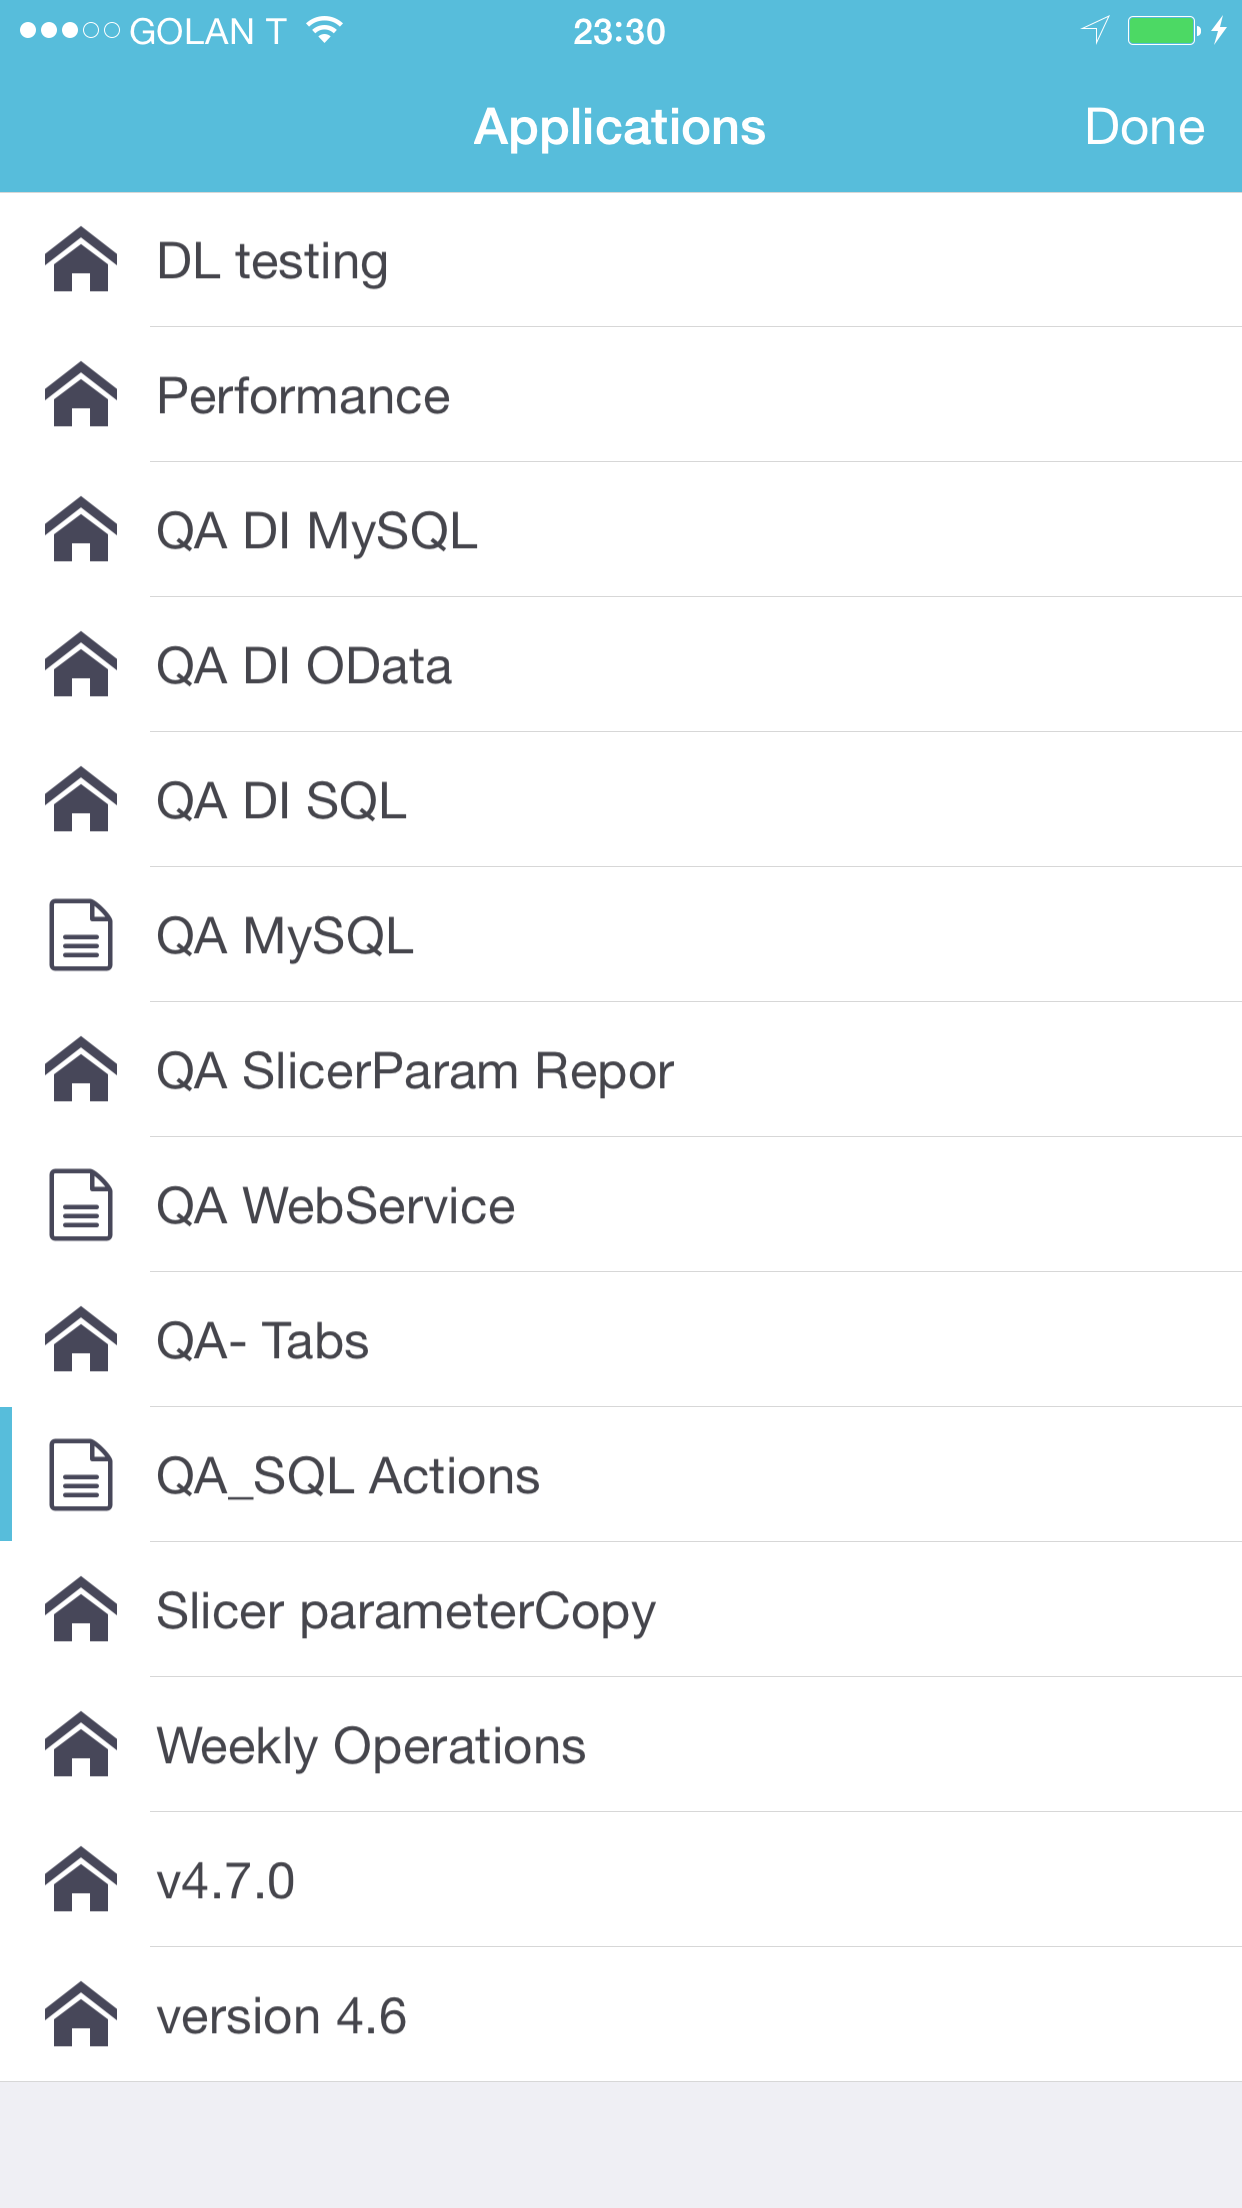 GOLAN T 23:30
Applications Done
DL testing
Performance
QA DI MySQL
QA DI OData
QA DI SQL
QA MySQL
QA SlicerParam Repor
QA WebService
QA- Tabs
QA_SQL Actions
Slicer parameterCopy
Weekly Operations
v4.7.0
version 4.6